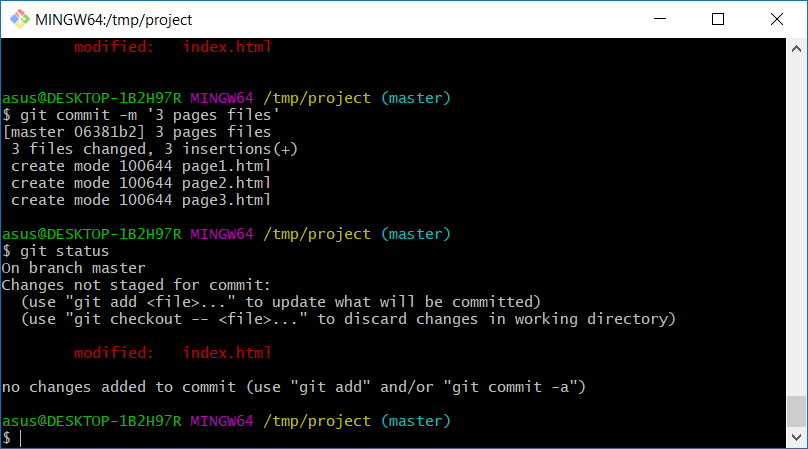 MINGW64:/tmp/project
modified:   index.html
asus@DESKTOP-1B2H97R MINGW64 /tmp/project (master)
$ git commit -m '3 pages files'
[master 06381b2] 3 pages files
 3 files changed, 3 insertions(+)
 create mode 100644 page1.html
 create mode 100644 page2.html
 create mode 100644 page3.html
asus@DESKTOP-1B2H97R MINGW64 /tmp/project (master)
$ git status
On branch master
Changes not staged for commit:
  (use "git add <file>..." to update what will be committed)
  (use "git checkout -- <file>..." to discard changes in working directory)
        modified:   index.html
no changes added to commit (use "git add" and/or "git commit -a")
asus@DESKTOP-1B2H97R MINGW64 /tmp/project (master)
$